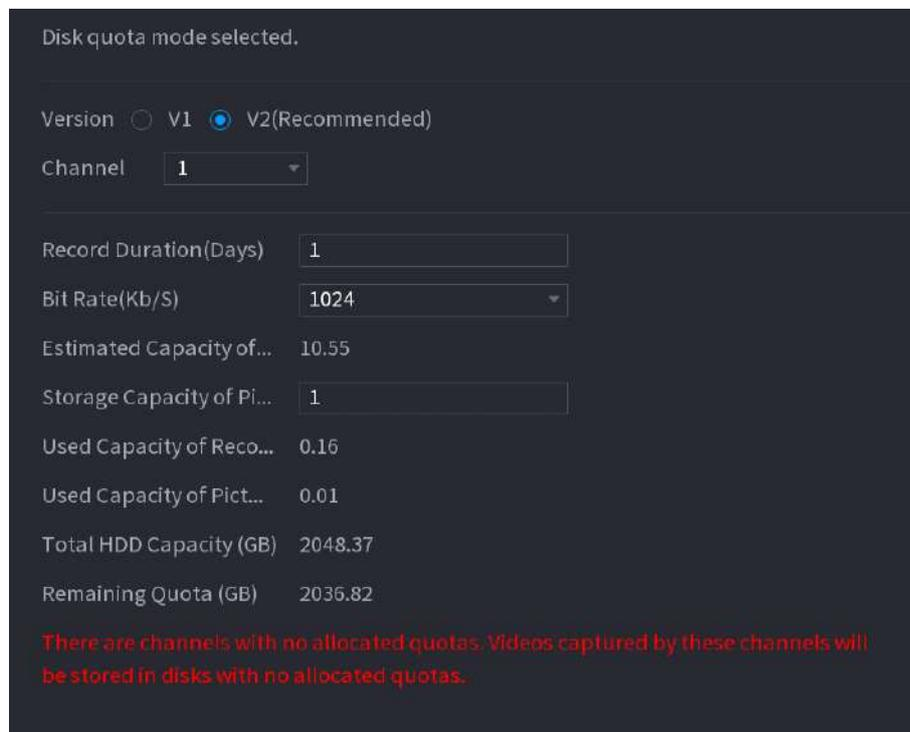 Disk quota mode selected.
Version V1 V2(Recommended)
Channel 1
Record Duration(Days) 1
Bit Rate(Kb/S) 1024
Estimated Capacity of... 10.55
Storage Capacity of Pi... 1
Used Capacity of Reco... 0.16
Used Capacity of Pict... 0.01
Total HDD Capacity (GB) 2048.37
Remaining Quota (GB) 2036.82
There are channels with no allocated quotas. Videos captured by these channels will
be stored in disks with no allocated quotas.